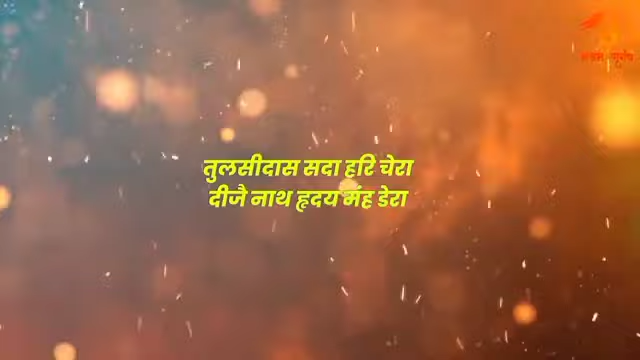 तुलसीदास सदा हरि चेरा
दीजै नाथ हृदय मह डेरा